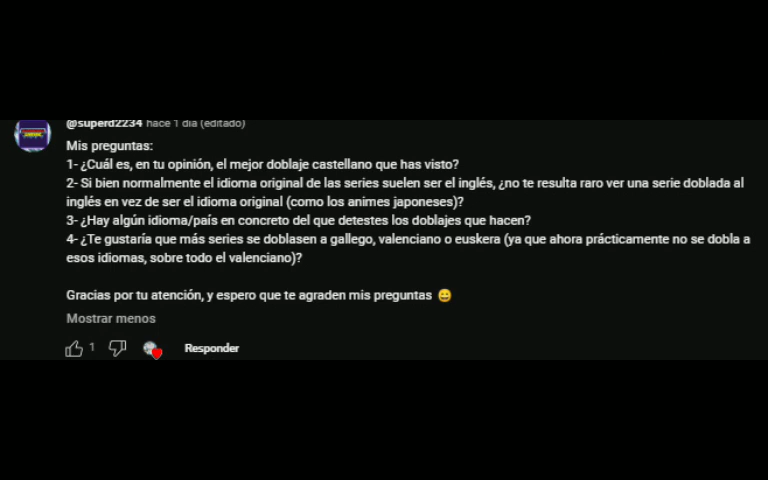 @superd2234 hace 1 día (editado)
Mis preguntas:
1- ¿Cuál es, en tu opinión, el mejor doblaje castellano que has visto?
2- Si bien normalmente el idioma original de las series suelen ser el inglés, ¿no te resulta raro ver una serie doblada al
inglés en vez de ser el idioma original (como los animes japoneses)?
3- ¿Hay algún idioma/país en concreto del que detestes los doblajes que hacen?
4- ¿Te gustaría que más series se doblasen a gallego, valenciano o euskera (ya que ahora prácticamente no se dobla a
esos idiomas, sobre todo el valenciano)?
Gracias por tu atención, y espero que te agraden mis preguntas 😄
Mostrar menos
1 Responder